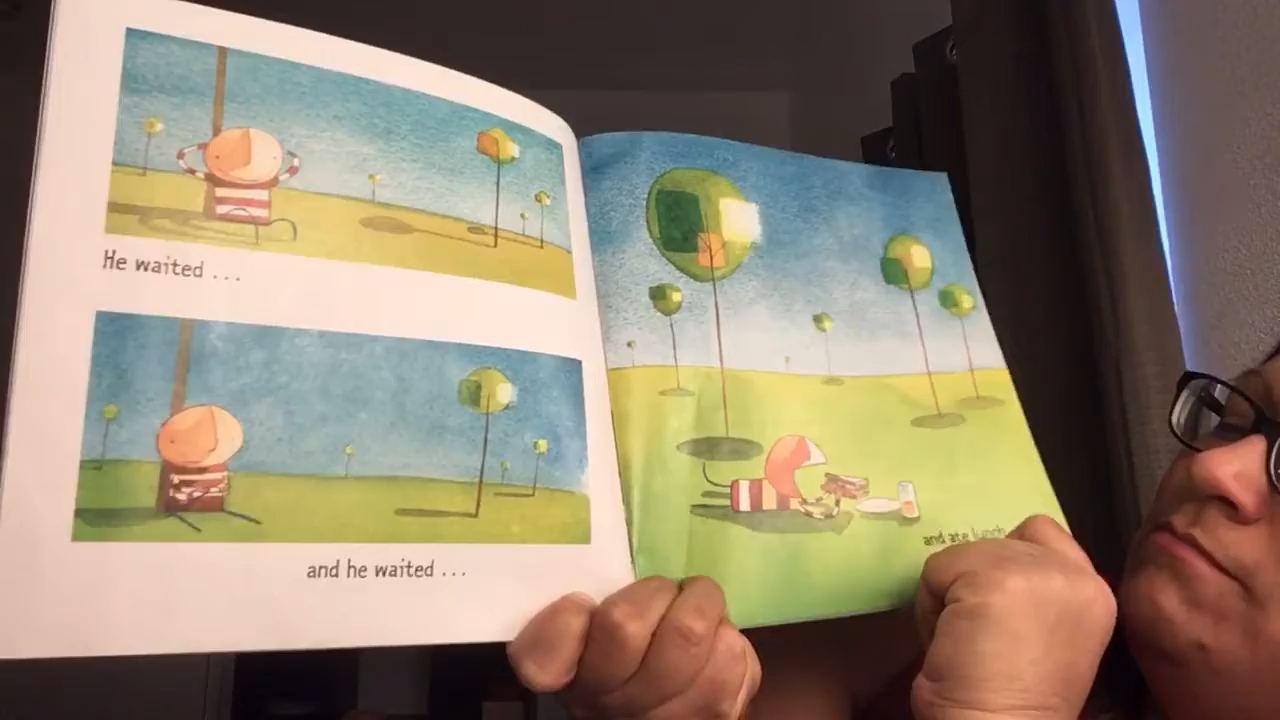 He waited ...
and he waited ...
and ate lunch